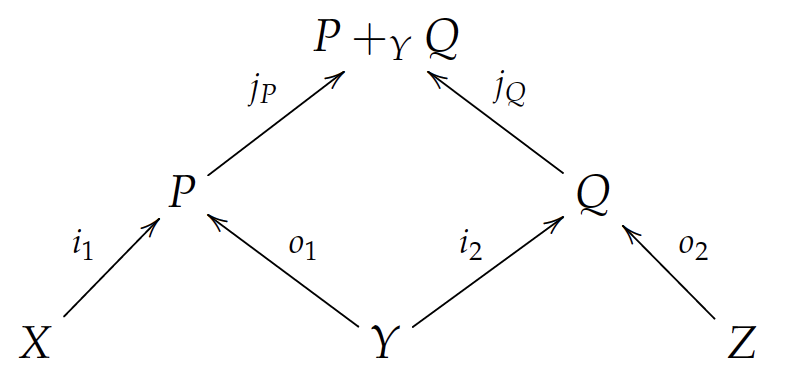 P +_Y Q
j_P j_Q
P Q
i_1 o_1 i_2 o_2
X Y Z